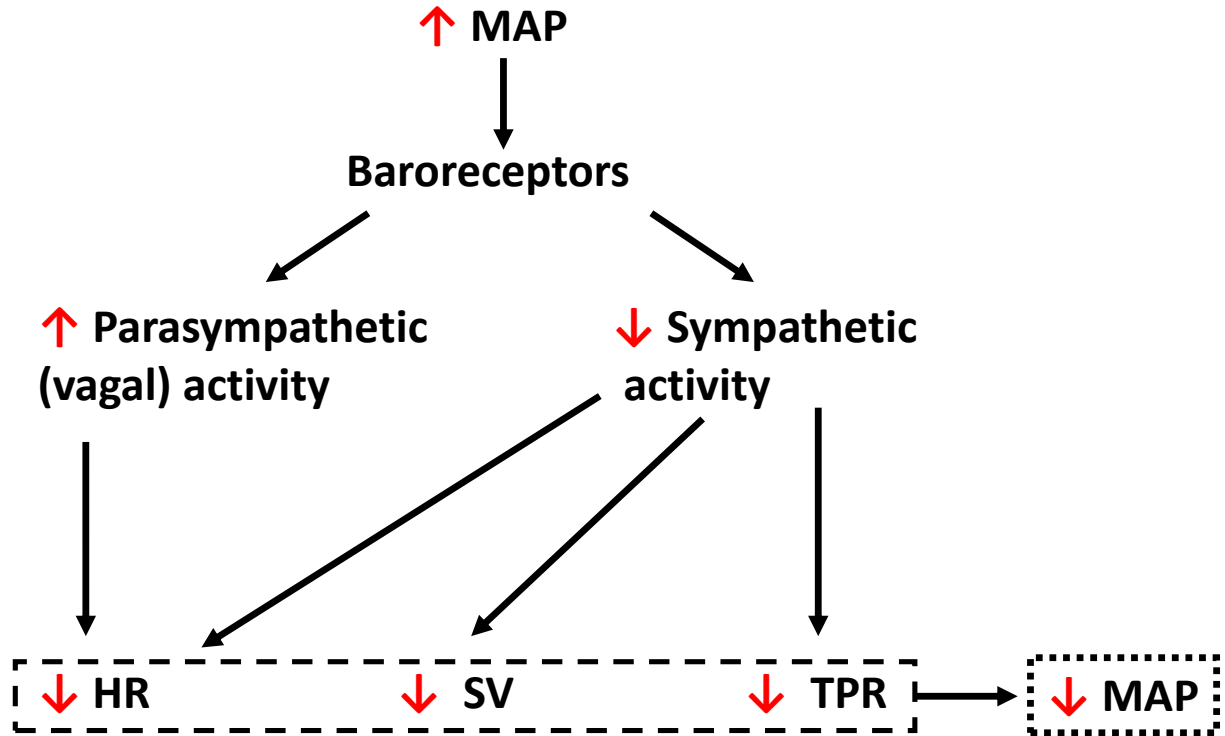 ↑ MAP
Baroreceptors
↑ Parasympathetic
(vagal) activity
↓ Sympathetic
activity
↓ HR
↓ SV
↓ TPR
↓ MAP